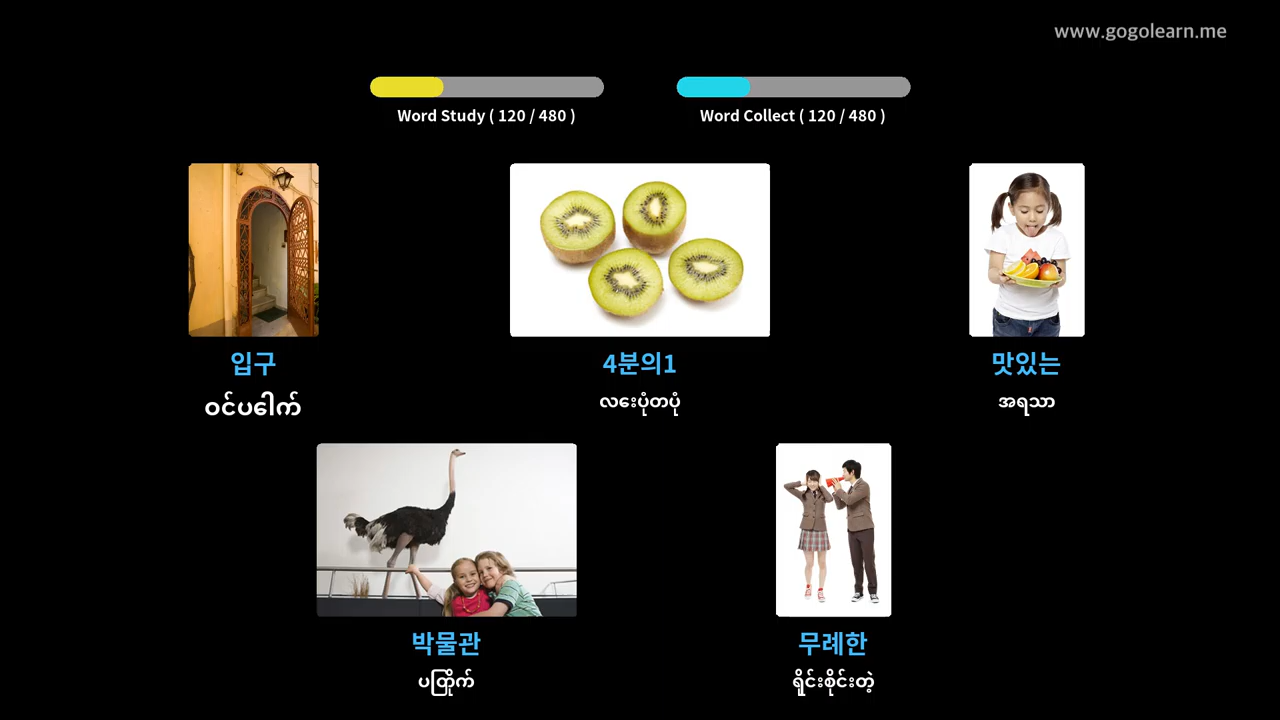 www.gogolearn.me
Word Study ( 120 / 480 )
Word Collect ( 120 / 480 )
입구
ဝင်ပေါက်
4분의1
လေးပုံတပုံ
맛있는
အရသာ
박물관
ပြတိုက်
무례한
ရိုင်းစိုင်းတဲ့